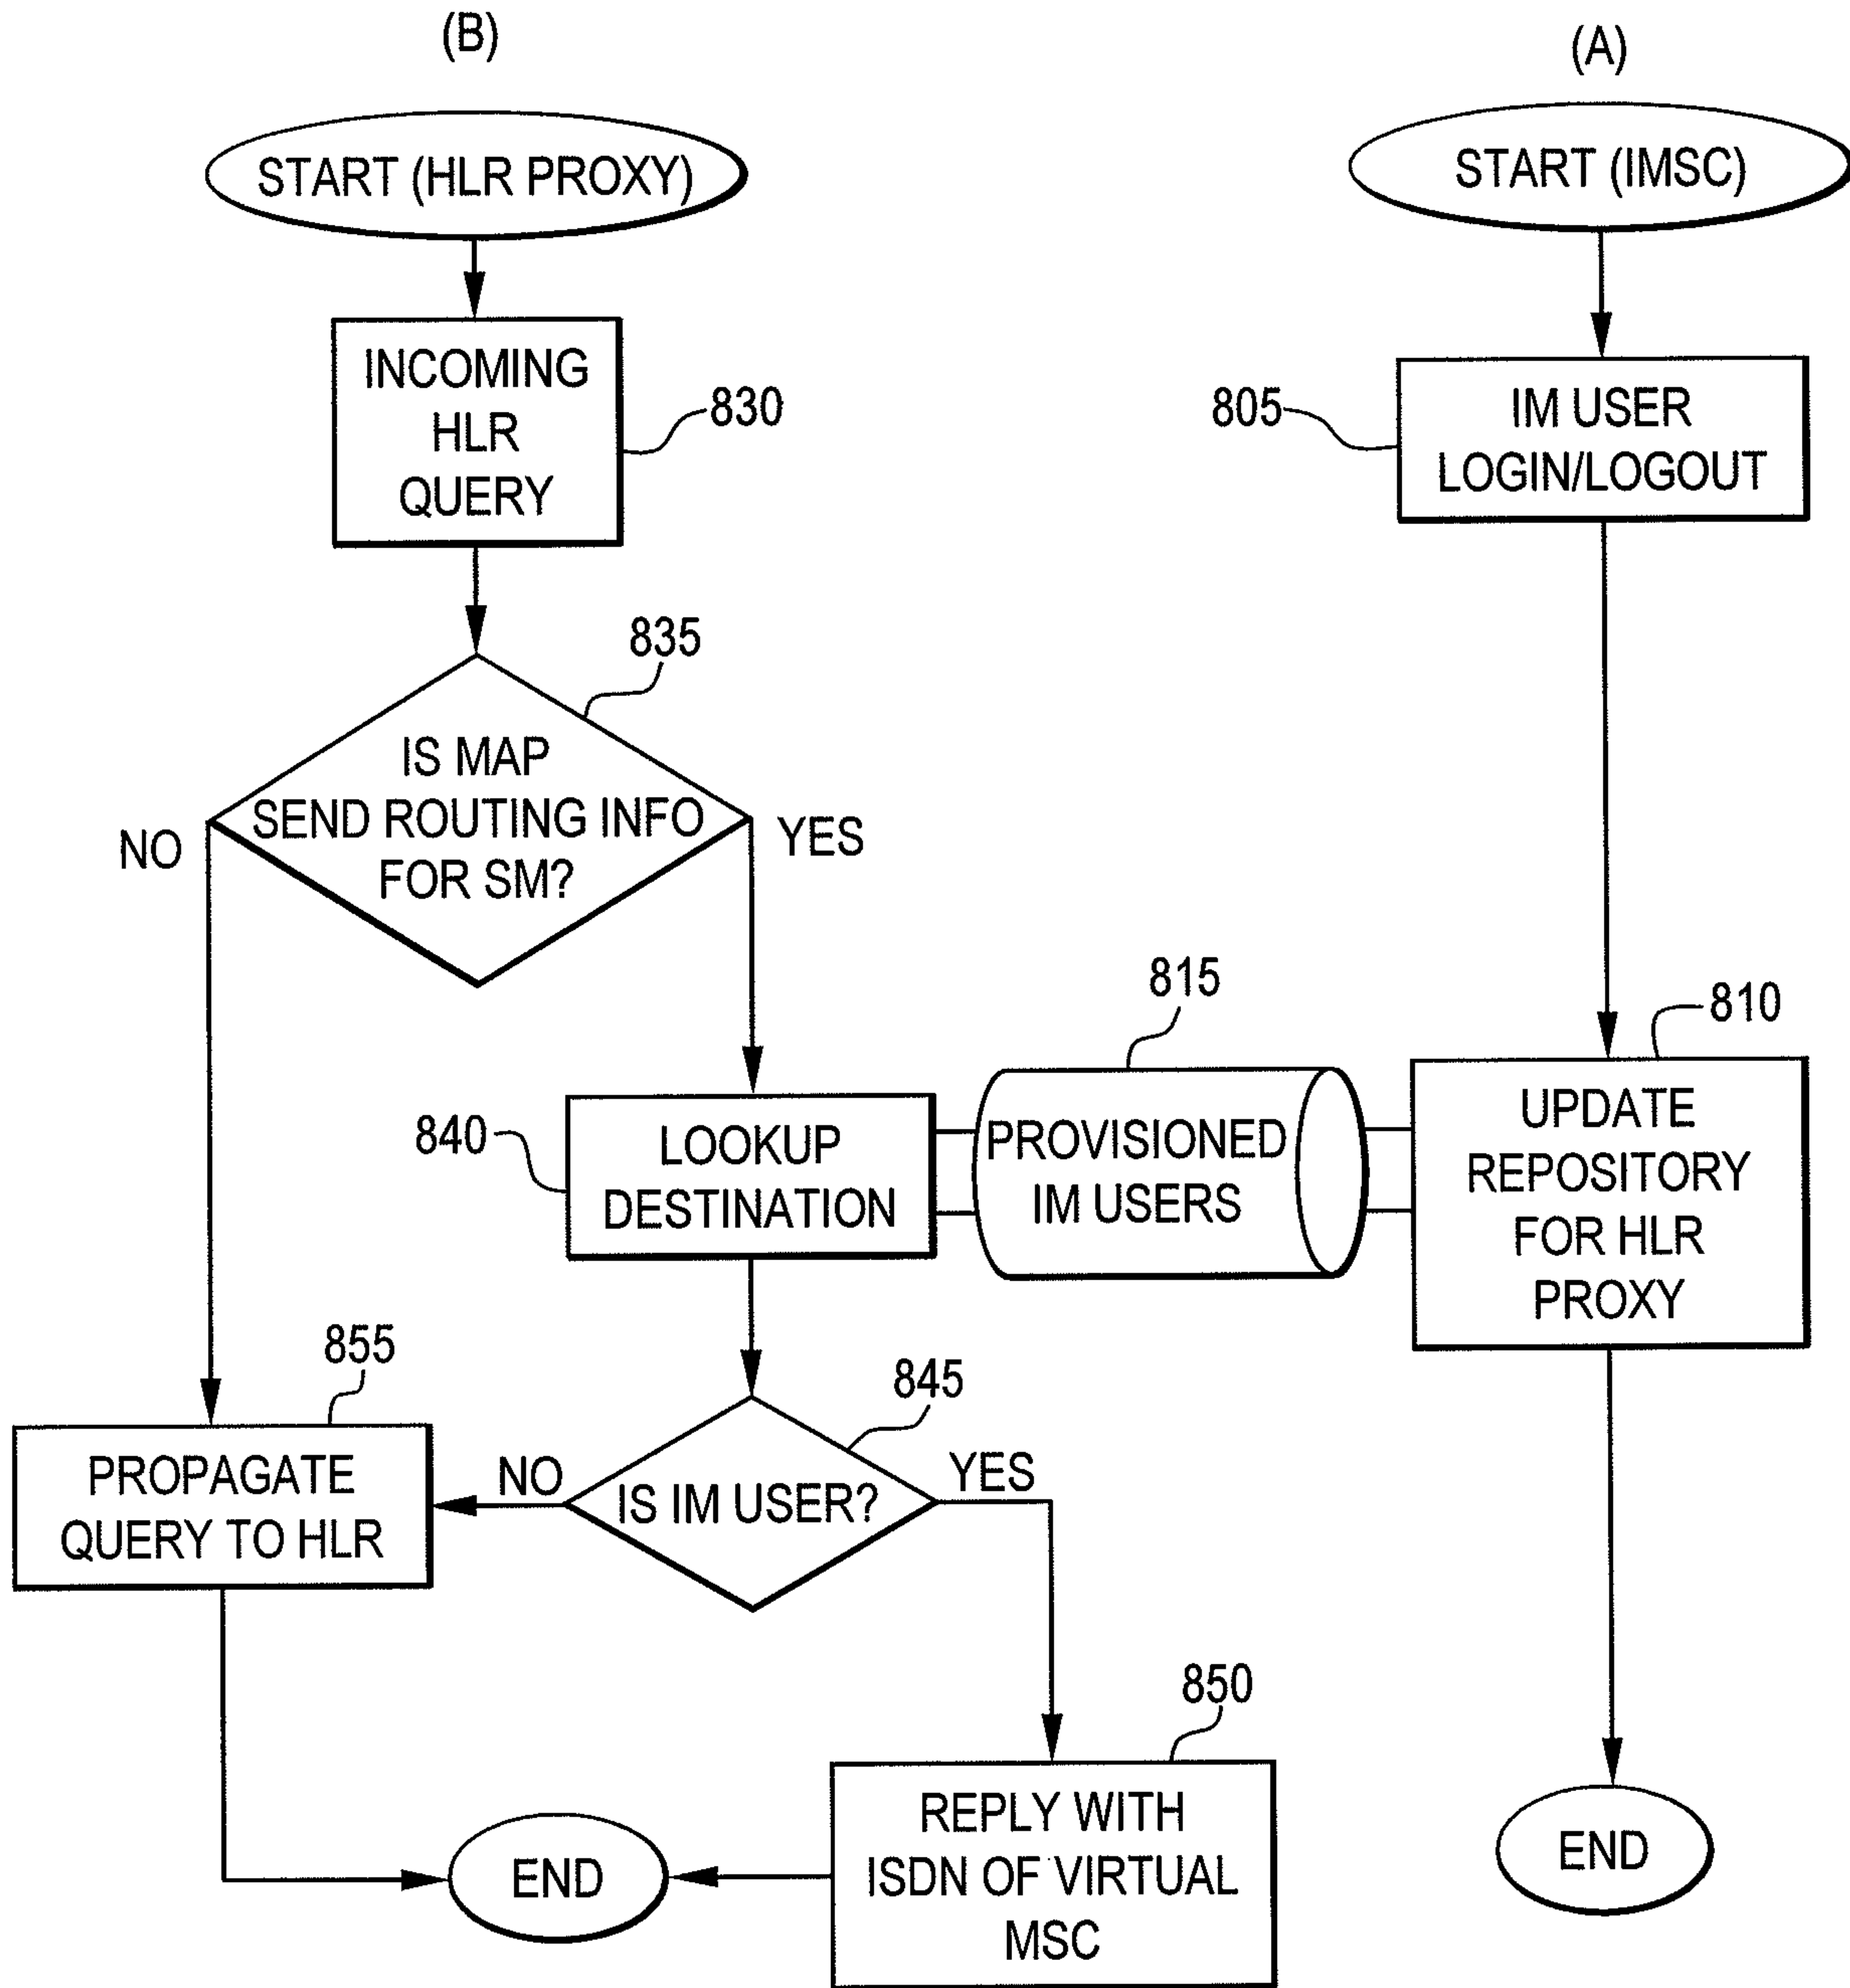 (B)
START (HLR PROXY)
INCOMING
HLR
QUERY
830
835
IS MAP
SEND ROUTING INFO
FOR SM?
NO
YES
840
LOOKUP
DESTINATION
815
PROVISIONED
IM USERS
855
PROPAGATE
QUERY TO HLR
845
NO
IS IM USER?
YES
850
REPLY WITH
ISDN OF VIRTUAL
MSC
END
(A)
START (IMSC)
805
IM USER
LOGIN/LOGOUT
810
UPDATE
REPOSITORY
FOR HLR
PROXY
END